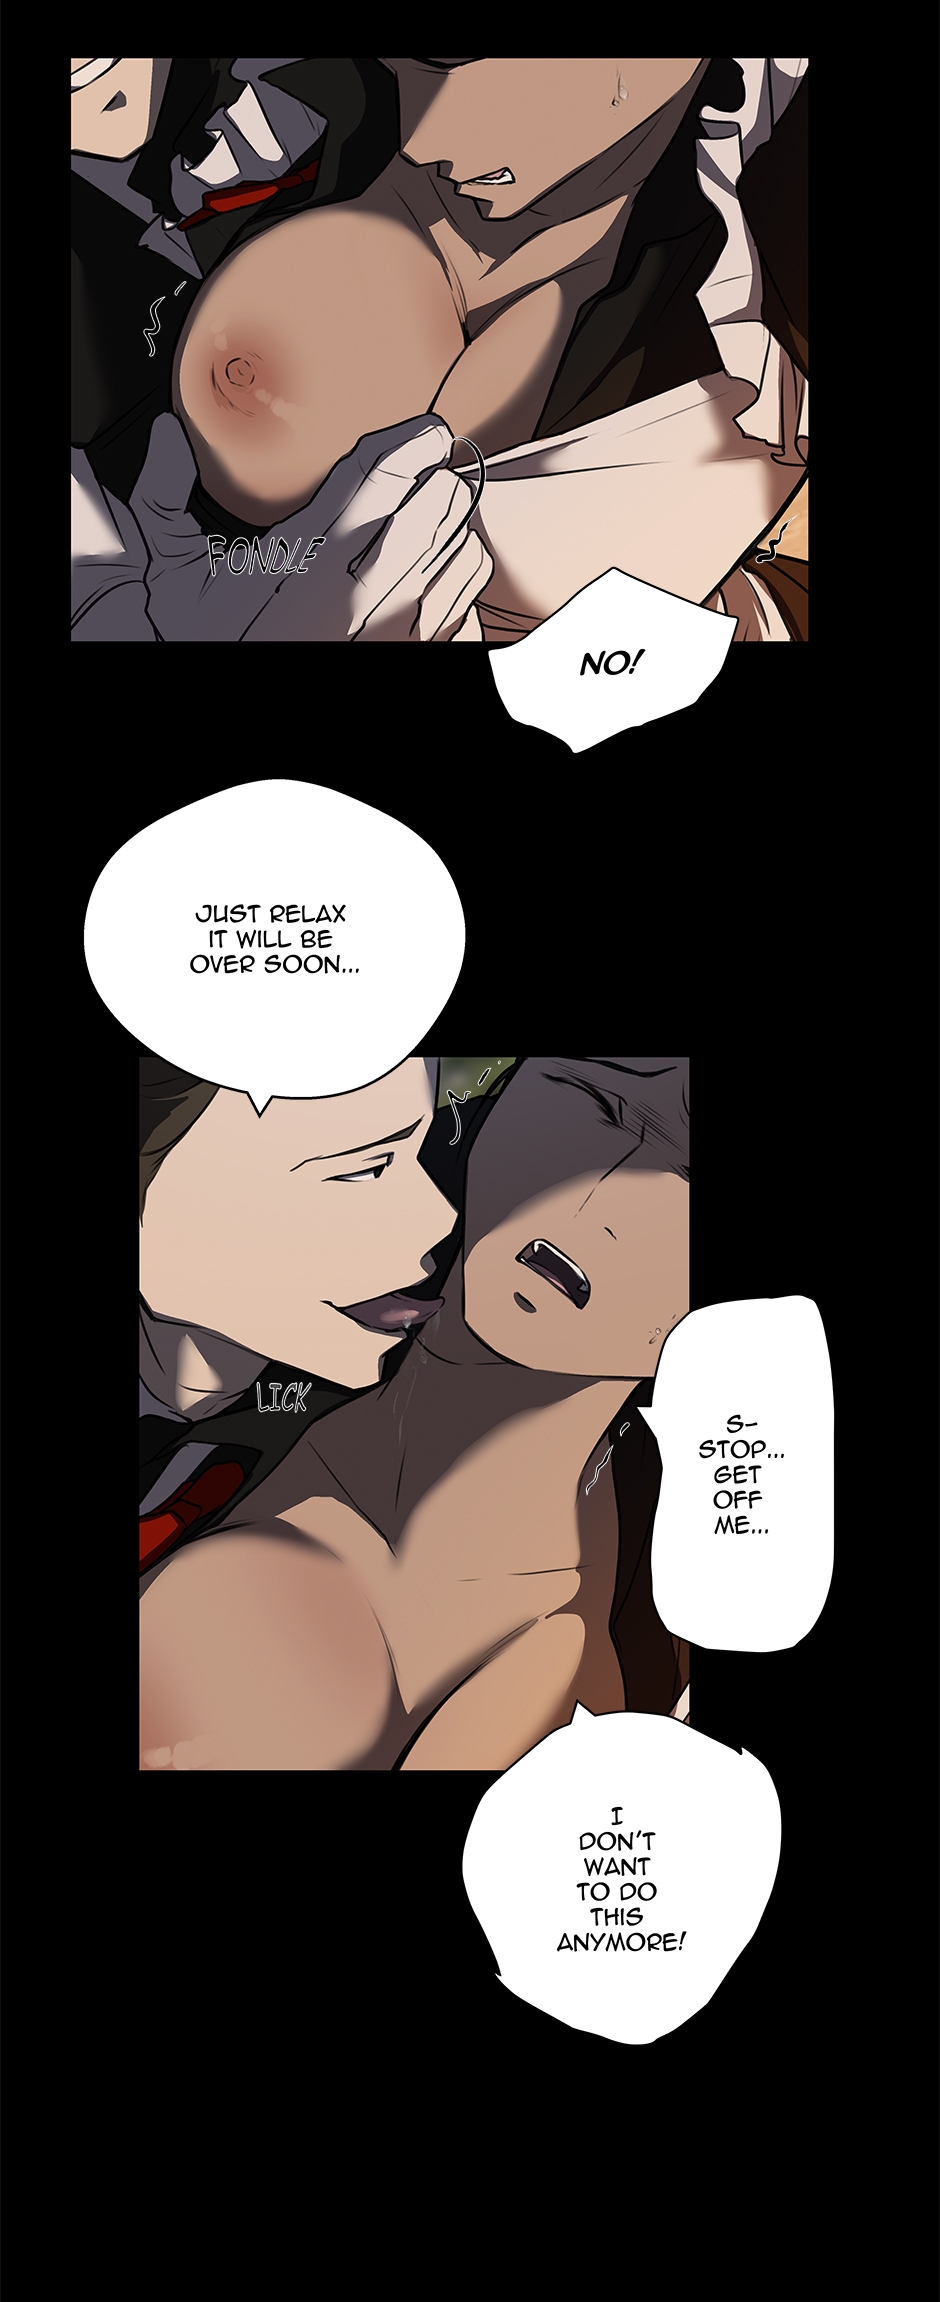 FONDLE
NO!
JUST RELAX
IT WILL BE
OVER SOON...
LICK
S-
STOP...
GET
OFF
ME...
I
DON'T
WANT
TO DO
THIS
ANYMORE!